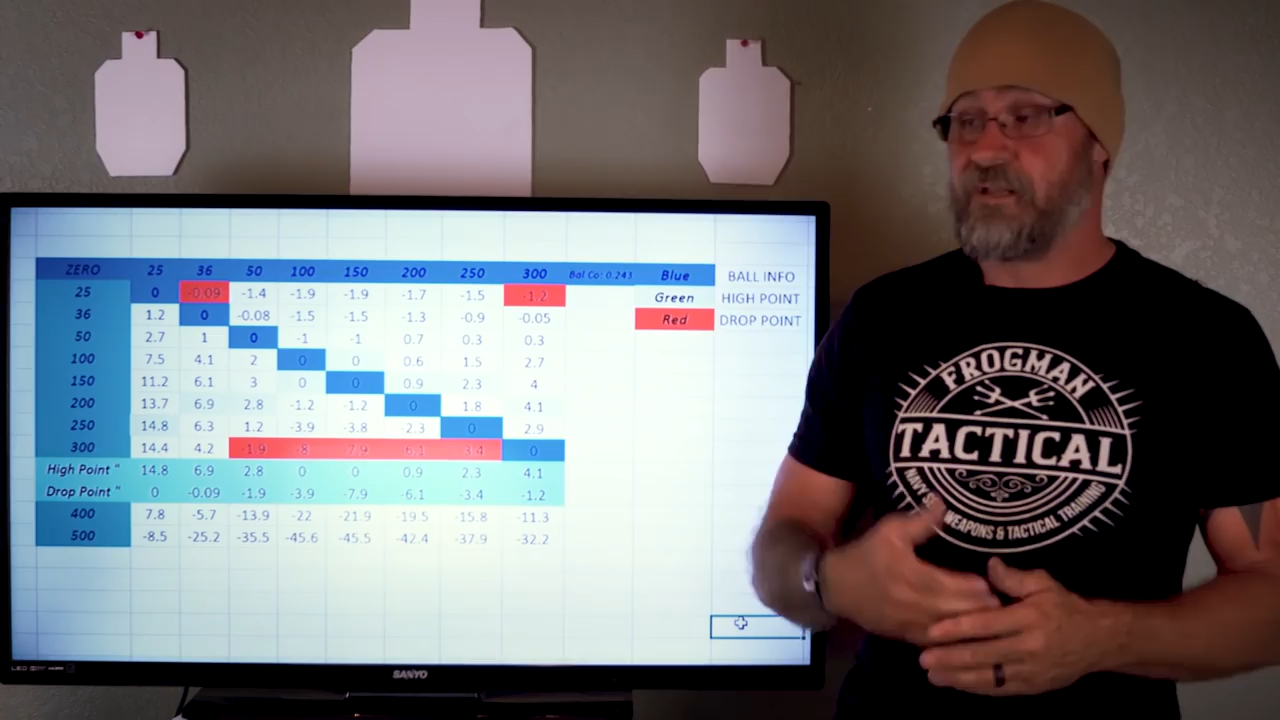 ZERO 25 36 50 100 150 200 250 300 Bal Co: 0.243 Blue BALL INFO
25 0 -0.09 -1.4 -1.9 -1.9 -1.7 -1.5 -1.2 Green HIGH POINT
36 1.2 0 -0.08 -1.5 -1.5 -1.3 -0.9 -0.05 Red DROP POINT
50 2.7 1 0 -1 -1 0.7 0.3 0.3
100 7.5 4.1 2 0 0 0.6 1.5 2.7
150 11.2 6.1 3 0 0 0.9 2.3 4
200 13.7 6.9 2.8 -1.2 -1.2 0 1.8 4.1
250 14.8 6.3 1.2 -3.9 -3.8 -2.3 0 2.9
300 14.4 4.2 -1.9 -8 -7.9 -6.1 -3.4 0
High Point " 14.8 6.9 2.8 0 0 0.9 2.3 4.1
Drop Point " 0 -0.09 -1.9 -3.9 -7.9 -6.1 -3.4 -1.2
400 7.8 -5.7 -13.9 -22 -21.9 -19.5 -15.8 -11.3
500 -8.5 -25.2 -35.5 -45.6 -45.5 -42.4 -37.9 -32.2
SANYO
LED HDMI
FROGMAN
TACTICAL
NAVY S WEAPONS & TACTICAL TRAINING